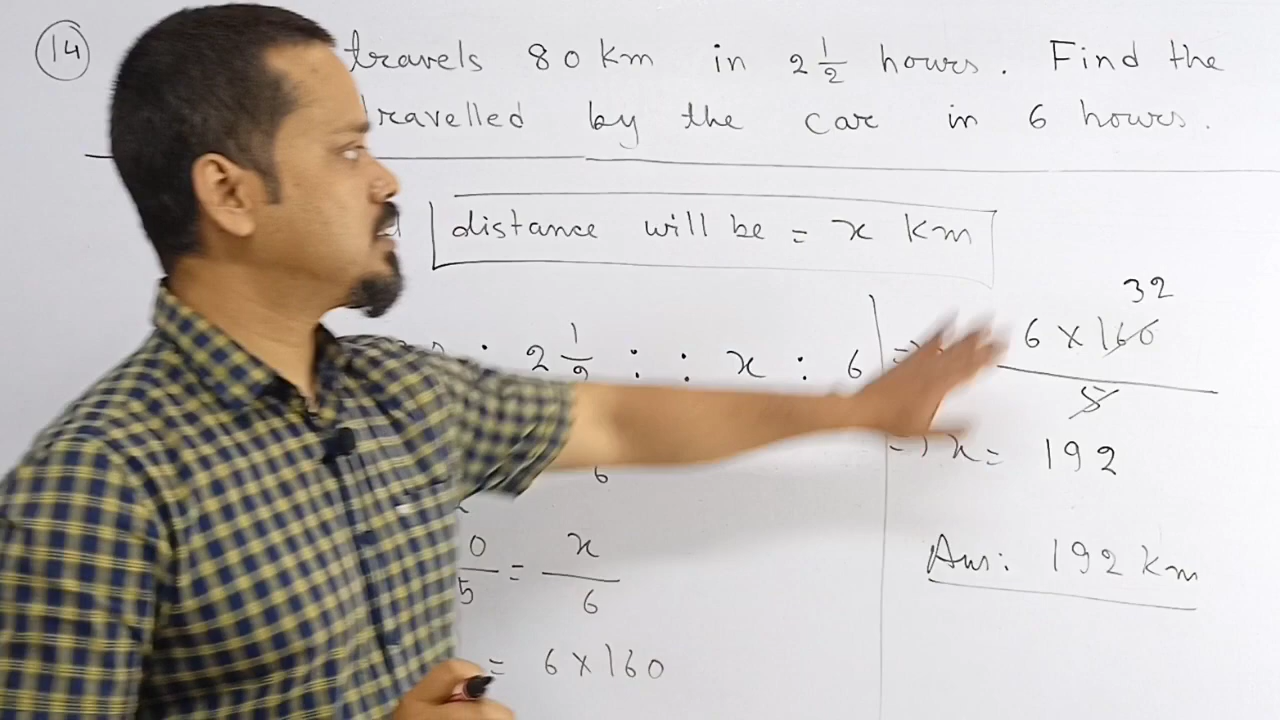 14 travels 80 km in 2 1/2 hours. Find the
travelled by the car in 6 hours.
distance will be = x km
: 2 1/2 : : x : 6
6
0/5 = x/6
= 6 x 160
6 x 160 / 5
32
=> x = 192
Ans: 192 km